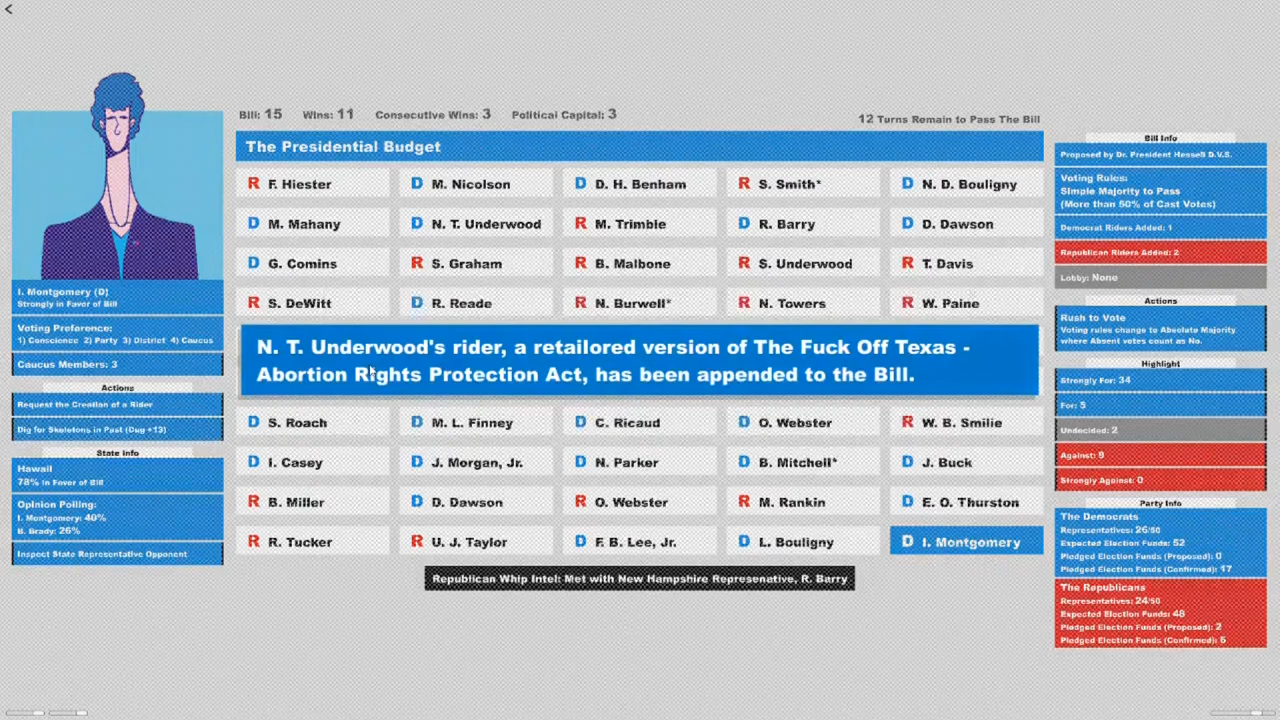 <
Bill: 15 Wins: 11 Consecutive Wins: 3 Political Capital: 3
12 Turns Remain to Pass The Bill
The Presidential Budget
R F. Hiester D M. Nicolson D D. H. Benham R S. Smith* D N. D. Bouligny
D M. Mahany D N. T. Underwood R M. Trimble D R. Barry D D. Dawson
D G. Comins R S. Graham R B. Malbone R S. Underwood R T. Davis
R S. DeWitt D R. Reade R N. Burwell* R N. Towers R W. Paine
N. T. Underwood's rider, a retailored version of The Fuck Off Texas -
Abortion Rights Protection Act, has been appended to the Bill.
D S. Roach D M. L. Finney D C. Ricaud D O. Webster R W. B. Smilie
D I. Casey D J. Morgan, Jr. D N. Parker D B. Mitchell* D J. Buck
R B. Miller D D. Dawson R O. Webster R M. Rankin D E. O. Thurston
R R. Tucker R U. J. Taylor D F. B. Lee, Jr. D L. Bouligny D I. Montgomery
Republican Whip Intel: Met with New Hampshire Represenative, R. Barry
I. Montgomery (D)
Strongly in Favor of Bill
Voting Preference:
1) Conscience 2) Party 3) District 4) Caucus
Caucus Members: 3
Actions
Request the Creation of a Rider
Dig for Skeletons in Past (Dug +13)
State Info
Hawaii
78% in Favor of Bill
Opinion Polling:
I. Montgomery: 40%
B. Brady: 26%
Inspect State Representative Opponent
Bill Info
Proposed by Dr. President Hessell D.V.S.
Voting Rules:
Simple Majority to Pass
(More than 50% of Cast Votes)
Democrat Riders Added: 1
Republican Riders Added: 2
Lobby: None
Actions
Rush to Vote
Voting rules change to Absolute Majority
where Absent votes count as No.
Highlight
Strongly For: 34
For: 5
Undecided: 2
Against: 9
Strongly Against: 0
Party Info
The Democrats
Representatives: 26/50
Expected Election Funds: 52
Pledged Election Funds (Proposed): 0
Pledged Election Funds (Confirmed): 17
The Republicans
Representatives: 24/50
Expected Election Funds: 48
Pledged Election Funds (Proposed): 2
Pledged Election Funds (Confirmed): 5